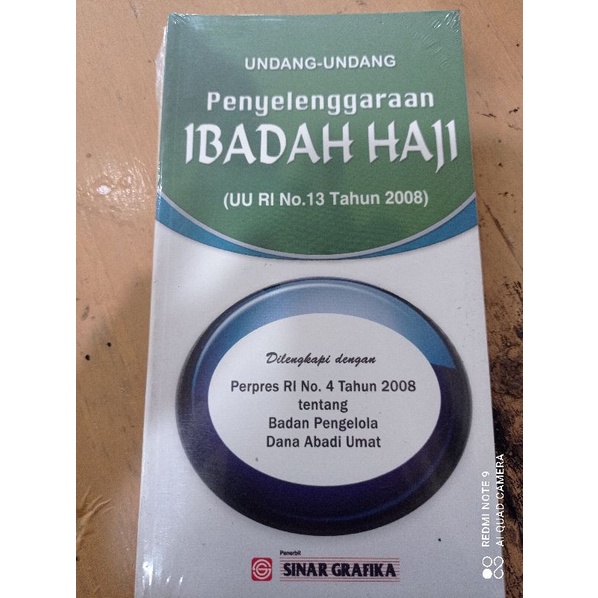 UNDANG-UNDANG
Penyelenggaraan
IBADAH HAJI
(UU RI No.13 Tahun 2008)
Dilengkapi dengan
Perpres RI No. 4 Tahun 2008
tentang
Badan Pengelola
Dana Abadi Umat
Penerbit
SINAR GRAFIKA
REDMI NOTE 9
AI QUAD CAMERA